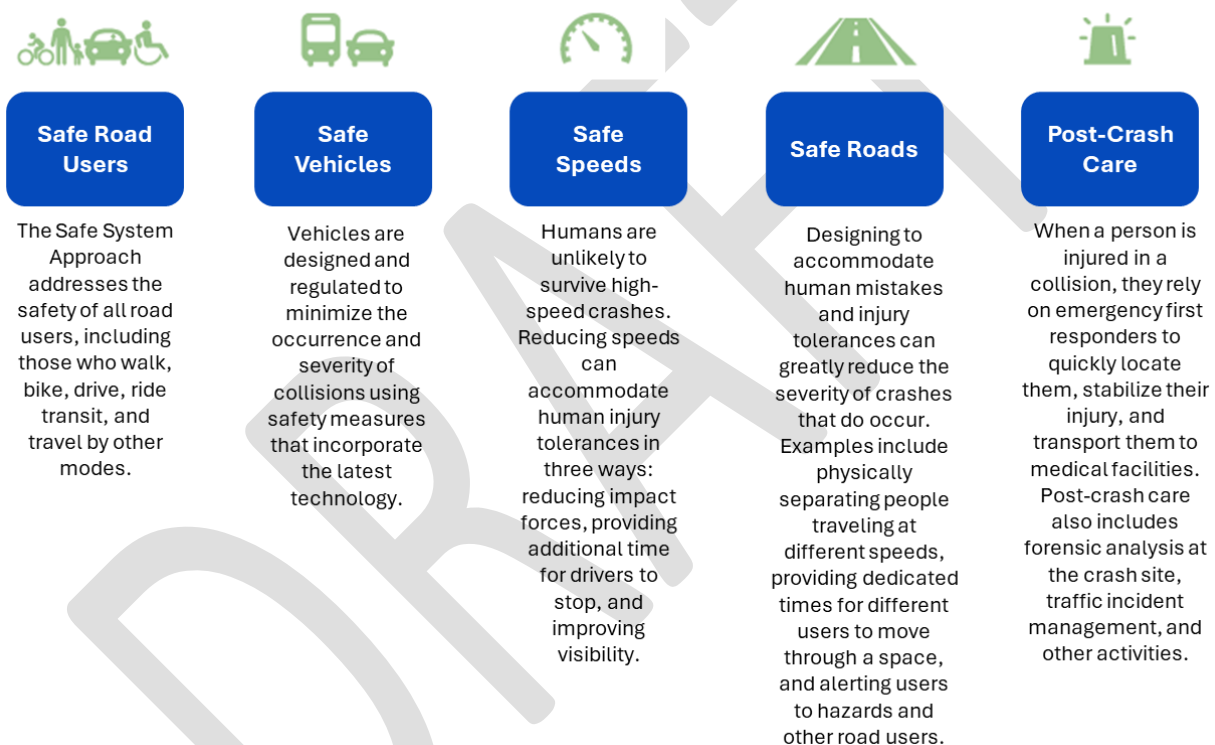 Safe Road
Users
The Safe System
Approach
addresses the
safety of all road
users, including
those who walk,
bike, drive, ride
transit, and
travel by other
modes.
Safe
Vehicles
Vehicles are
designed and
regulated to
minimize the
occurrence and
severity of
collisions using
safety measures
that incorporate
the latest
technology.
Safe
Speeds
Humans are
unlikely to
survive high-
speed crashes.
Reducing speeds
can
accommodate
human injury
tolerances in
three ways:
reducing impact
forces, providing
additional time
for drivers to
stop, and
improving
visibility.
Safe Roads
Designing to
accommodate
human mistakes
and injury
tolerances can
greatly reduce the
severity of crashes
that do occur.
Examples include
physically
separating people
traveling at
different speeds,
providing dedicated
times for different
users to move
through a space,
and alerting users
to hazards and
other road users.
Post-Crash
Care
When a person is
injured in a
collision, they rely
on emergency first
responders to
quickly locate
them, stabilize their
injury, and
transport them to
medical facilities.
Post-crash care
also includes
forensic analysis at
the crash site,
traffic incident
management, and
other activities.
DRAFT